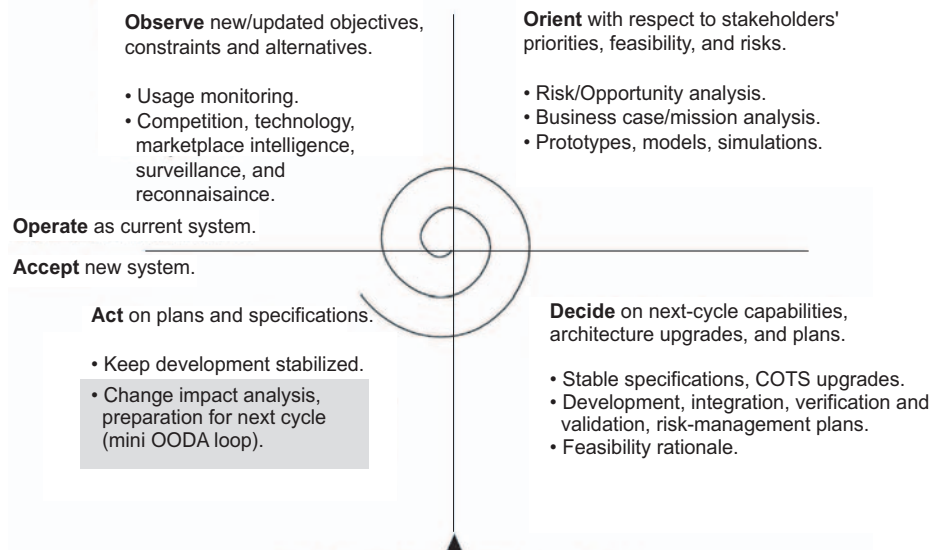 Observe new/updated objectives,
constraints and alternatives.
• Usage monitoring.
• Competition, technology,
marketplace intelligence,
surveillance, and
reconnaisaince.
Orient with respect to stakeholders'
priorities, feasibility, and risks.
• Risk/Opportunity analysis.
• Business case/mission analysis.
• Prototypes, models, simulations.
Operate as current system.
Accept new system.
Act on plans and specifications.
• Keep development stabilized.
• Change impact analysis,
preparation for next cycle
(mini OODA loop).
Decide on next-cycle capabilities,
architecture upgrades, and plans.
• Stable specifications, COTS upgrades.
• Development, integration, verification and
validation, risk-management plans.
• Feasibility rationale.